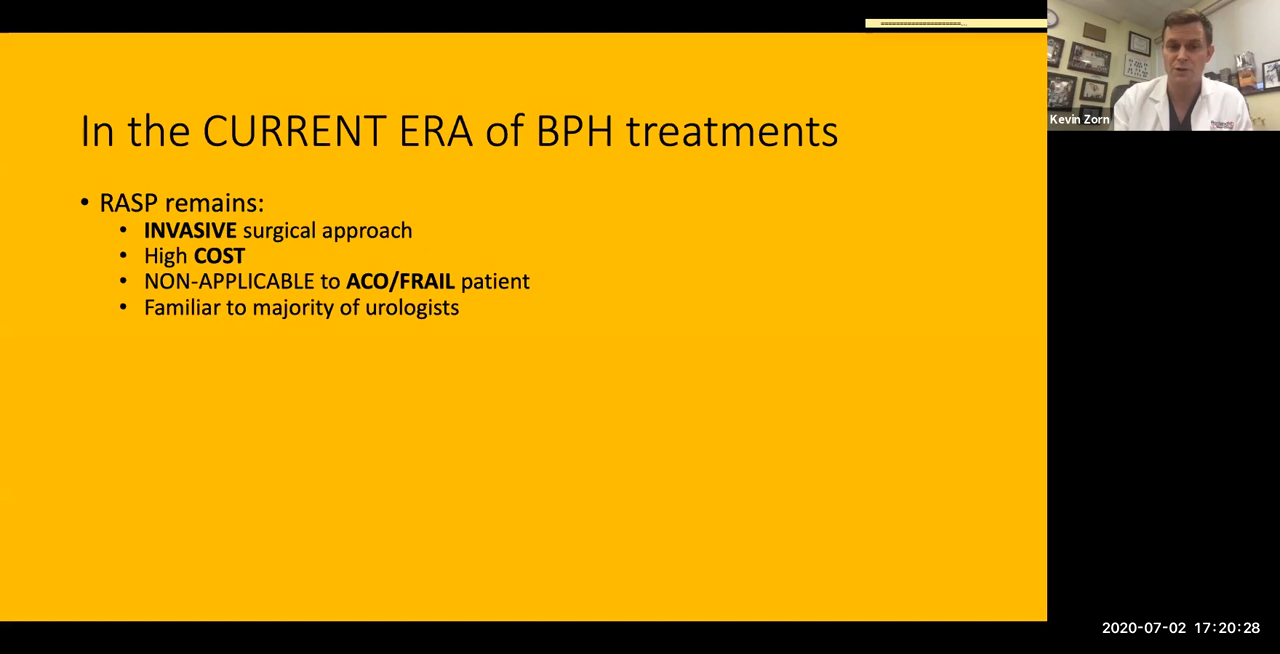 In the CURRENT ERA of BPH treatments
• RASP remains:
• INVASIVE surgical approach
• High COST
• NON-APPLICABLE to ACO/FRAIL patient
• Familiar to majority of urologists
Kevin Zorn
2020-07-02 17:20:28